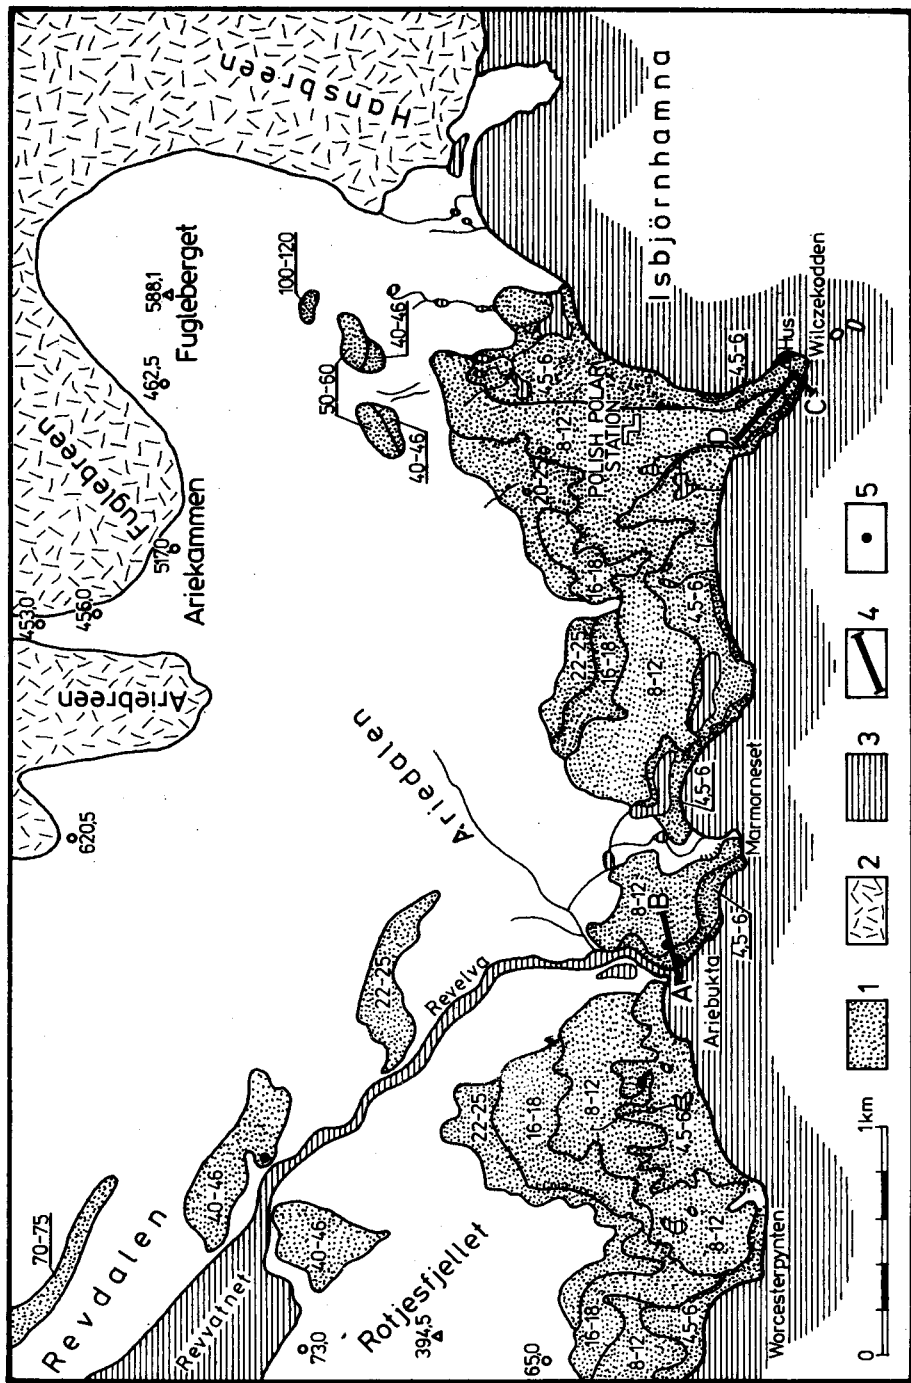 Revdalen
70-75
Revvatnet
40-46
40-46
73,0
Rotjesfjellet
394,5
65,0
22-25
Revelva
Ariedalen
620,5
Ariebreen
453,0
456,0
517,0
Ariekammen
Fuglebreen
462,5
588,1
Fugleberget
Hansbreen
100-120
50-60
40-46
40-46
22-25
16-18
8-12
4,5-6
16-18
8-12
4,5-6
8-12
Worcesterpynten
A
B
8-12
4,5-6
Ariebukta
Marmorneset
4,5-6
22-25
16-18
8-12
4,5-6
16-18
20-25
8-12
4,5-6
POLISH POLAR
STATION
D
C
4,5-6
Hus
Wilczekodden
Isbjörnhamna
0
1km
1
2
3
4
5